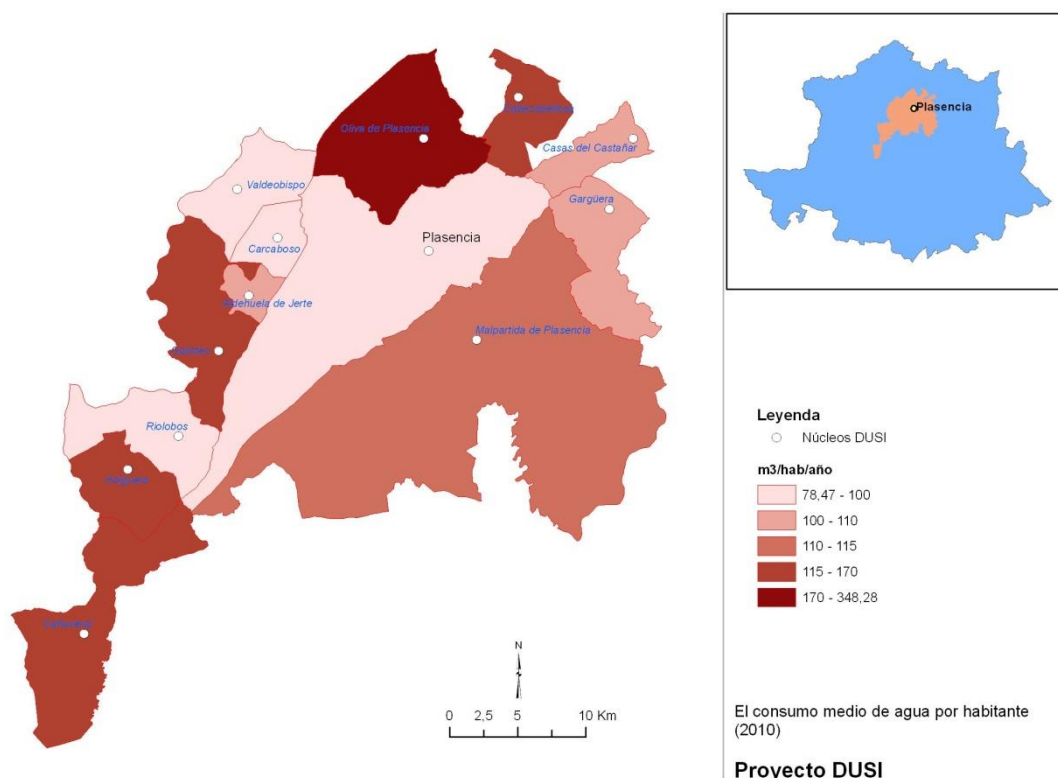 Oliva de Plasencia
Casas del Castañar
Valdeobispo
Gargüera
Carcaboso
Plasencia
Aldehuela de Jerte
Malpartida de Plasencia
Galisteo
Riolobos
Holguera
N
0 2,5 5 10 Km
Plasencia
Leyenda
Núcleos DUSI
m3/hab/año
78,47 - 100
100 - 110
110 - 115
115 - 170
170 - 348,28
El consumo medio de agua por habitante
(2010)
Proyecto DUSI